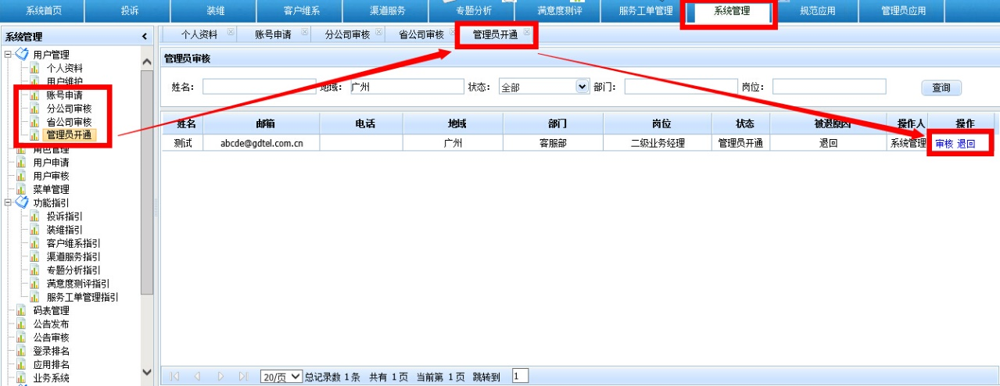 系统首页 投诉 装维 客户维系 渠道服务 专题分析 满意度测评 服务工单管理 系统管理 规范应用 管理员应用
系统管理
个人资料 账号申请 分公司审核 省公司审核 管理员开通
用户管理
个人资料
用户维护
账号申请
分公司审核
省公司审核
管理员开通
角色管理
用户申请
用户审核
菜单管理
功能指引
投诉指引
装维指引
客户维系指引
渠道服务指引
专题分析指引
满意度测评指引
服务工单管理指引
码表管理
公告发布
公告审核
登录排名
应用排名
业务系统
管理员审核
姓名： 地域： 广州 状态： 全部 部门： 岗位： 查询
姓名 邮箱 电话 地域 部门 岗位 状态 被退原因 操作人 操作
测试 abcde@gdtel.com.cn 广州 客服部 二级业务经理 管理员开通 退回 系统管理 审核 退回
20/页 总记录数 1 条 共有 1 页 当前第 1 页 跳转到 1